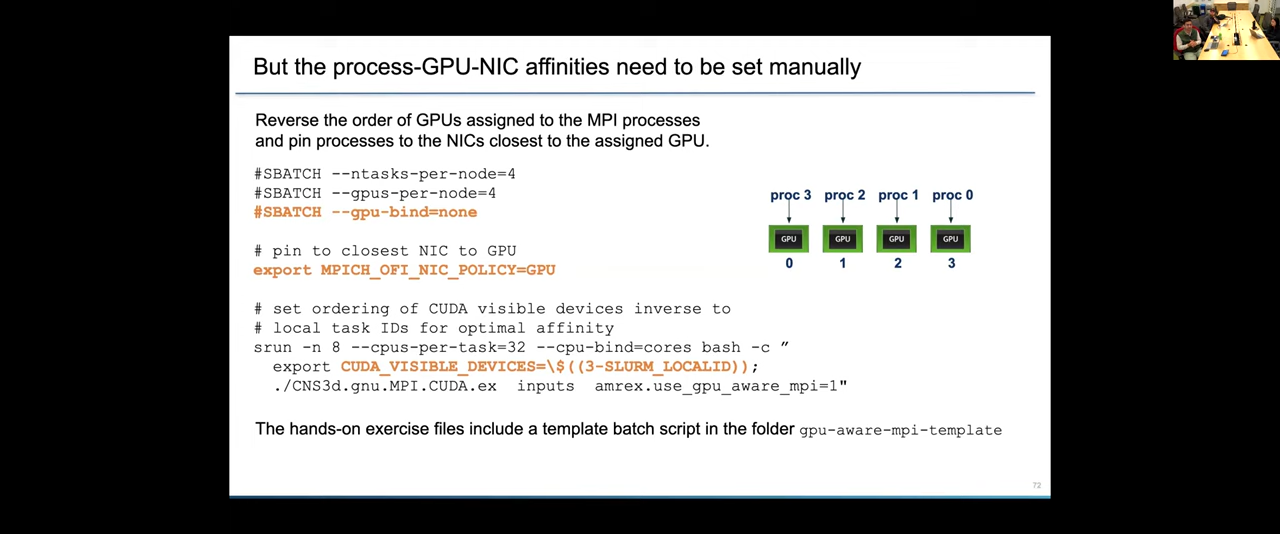 But the process-GPU-NIC affinities need to be set manually
Reverse the order of GPUs assigned to the MPI processes
and pin processes to the NICs closest to the assigned GPU.
#SBATCH --ntasks-per-node=4
#SBATCH --gpus-per-node=4
#SBATCH --gpu-bind=none
# pin to closest NIC to GPU
export MPICH_OFI_NIC_POLICY=GPU
# set ordering of CUDA visible devices inverse to
# local task IDs for optimal affinity
srun -n 8 --cpus-per-task=32 --cpu-bind=cores bash -c ”
export CUDA_VISIBLE_DEVICES=\$((3-SLURM_LOCALID));
./CNS3d.gnu.MPI.CUDA.ex inputs amrex.use_gpu_aware_mpi=1"
proc 3 proc 2 proc 1 proc 0
GPU GPU GPU GPU
0 1 2 3
The hands-on exercise files include a template batch script in the folder gpu-aware-mpi-template
72